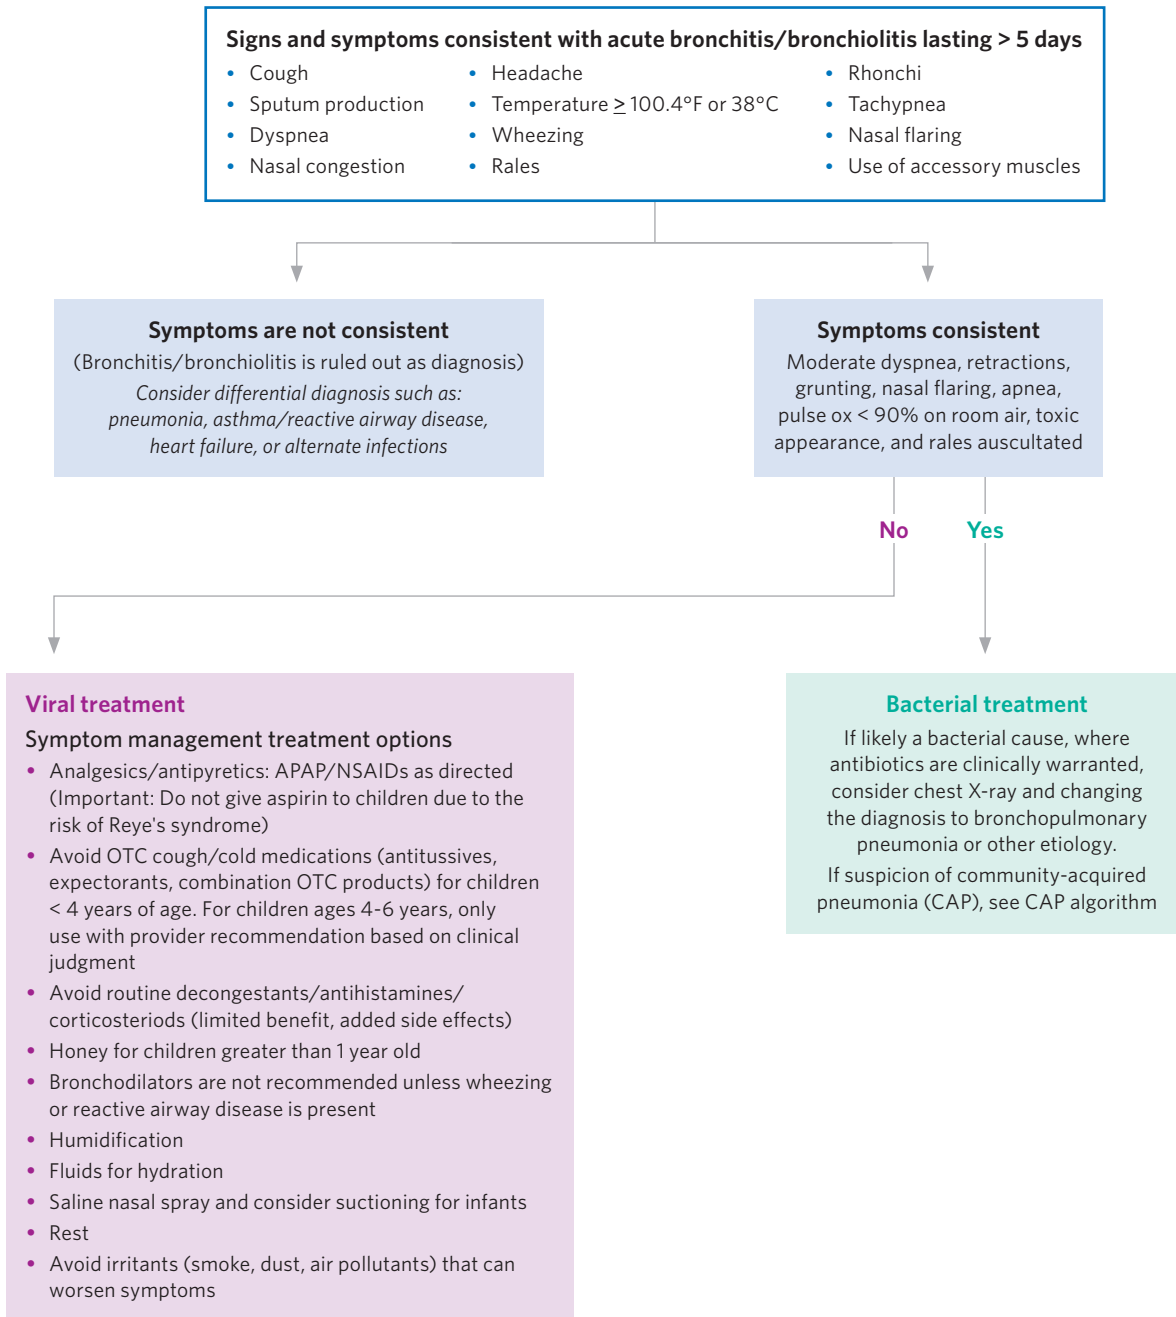 Signs and symptoms consistent with acute bronchitis/bronchiolitis lasting > 5 days
• Cough
• Sputum production
• Dyspnea
• Nasal congestion
• Headache
• Temperature ≥ 100.4°F or 38°C
• Wheezing
• Rales
• Rhonchi
• Tachypnea
• Nasal flaring
• Use of accessory muscles
Symptoms are not consistent
(Bronchitis/bronchiolitis is ruled out as diagnosis)
Consider differential diagnosis such as:
pneumonia, asthma/reactive airway disease,
heart failure, or alternate infections
Symptoms consistent
Moderate dyspnea, retractions,
grunting, nasal flaring, apnea,
pulse ox < 90% on room air, toxic
appearance, and rales auscultated
No
Yes
Viral treatment
Symptom management treatment options
• Analgesics/antipyretics: APAP/NSAIDs as directed
(Important: Do not give aspirin to children due to the
risk of Reye's syndrome)
• Avoid OTC cough/cold medications (antitussives,
expectorants, combination OTC products) for children
< 4 years of age. For children ages 4-6 years, only
use with provider recommendation based on clinical
judgment
• Avoid routine decongestants/antihistamines/
corticosteriods (limited benefit, added side effects)
• Honey for children greater than 1 year old
• Bronchodilators are not recommended unless wheezing
or reactive airway disease is present
• Humidification
• Fluids for hydration
• Saline nasal spray and consider suctioning for infants
• Rest
• Avoid irritants (smoke, dust, air pollutants) that can
worsen symptoms
Bacterial treatment
If likely a bacterial cause, where
antibiotics are clinically warranted,
consider chest X-ray and changing
the diagnosis to bronchopulmonary
pneumonia or other etiology.
If suspicion of community-acquired
pneumonia (CAP), see CAP algorithm